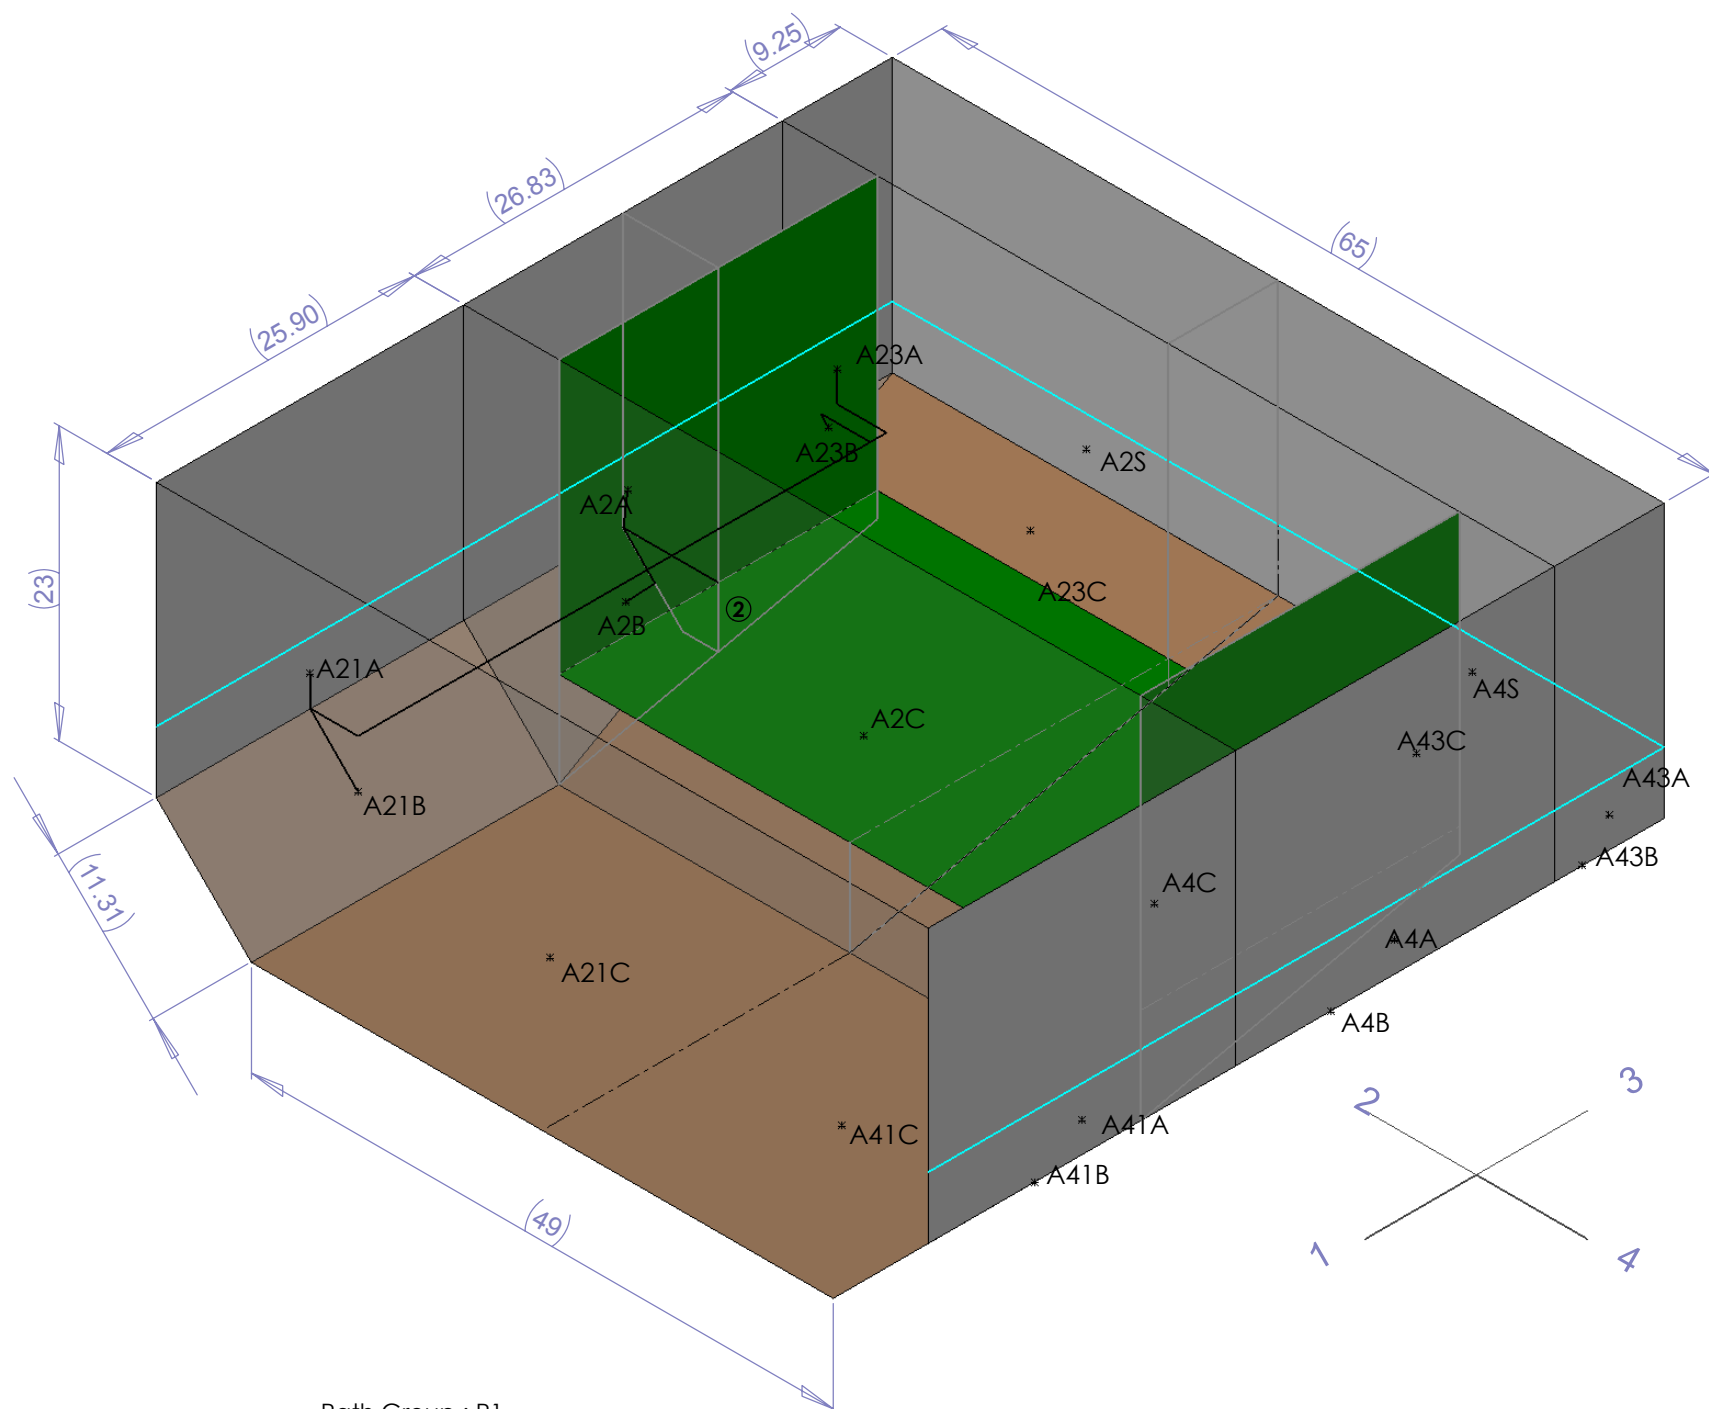 (9.25)
(26.83)
(65)
(25.90)
A23A
A23B
A2S
A2A
(23)
A23C
②
A2B
A21A
A4S
A2C
A43C
A43A
A21B
A43B
(11.31)
A4C
A4A
A21C
A4B
A41A
A41C
2
3
A41B
(49)
1
4